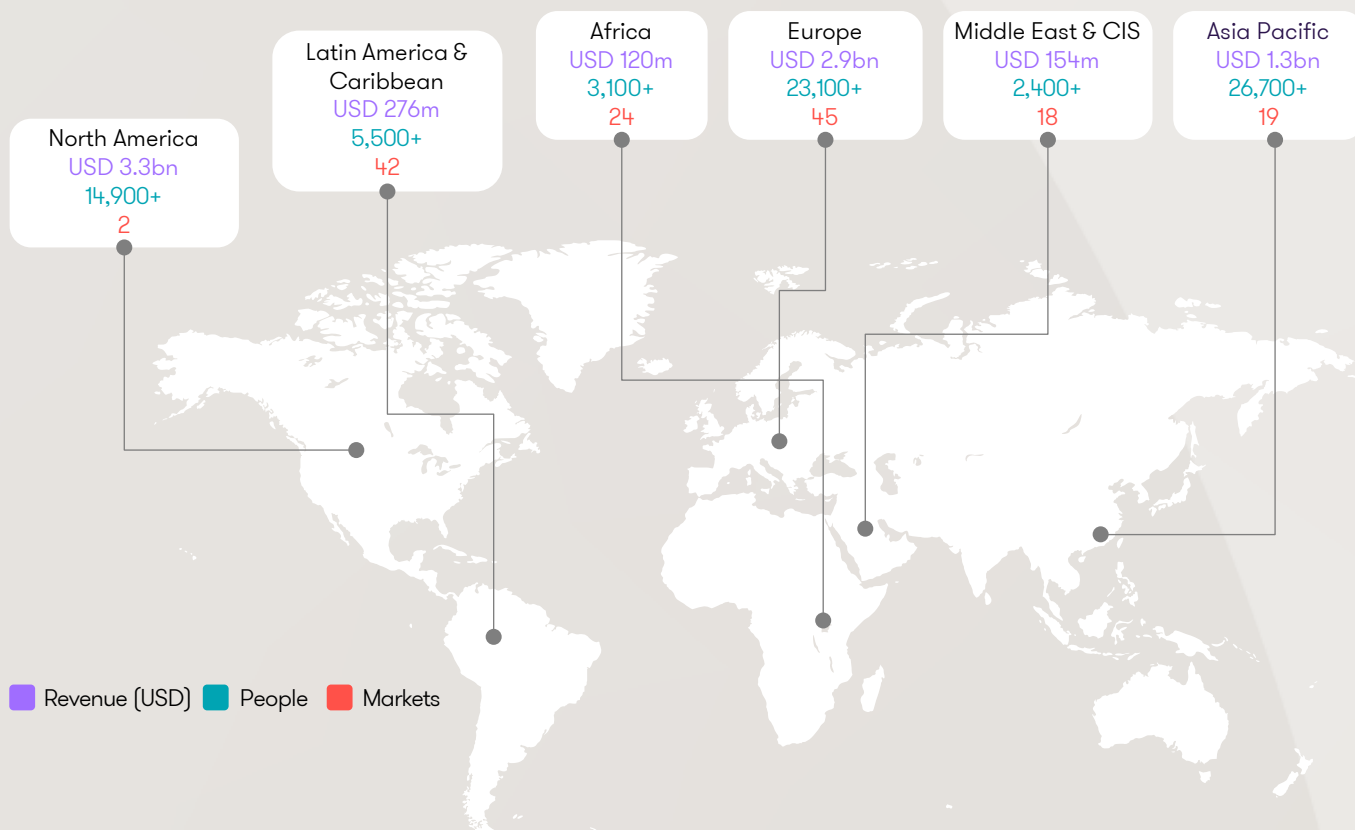 North America
USD 3.3bn
14,900+
2
Latin America &
Caribbean
USD 276m
5,500+
42
Africa
USD 120m
3,100+
24
Europe
USD 2.9bn
23,100+
45
Middle East & CIS
USD 154m
2,400+
18
Asia Pacific
USD 1.3bn
26,700+
19
Revenue (USD) People Markets